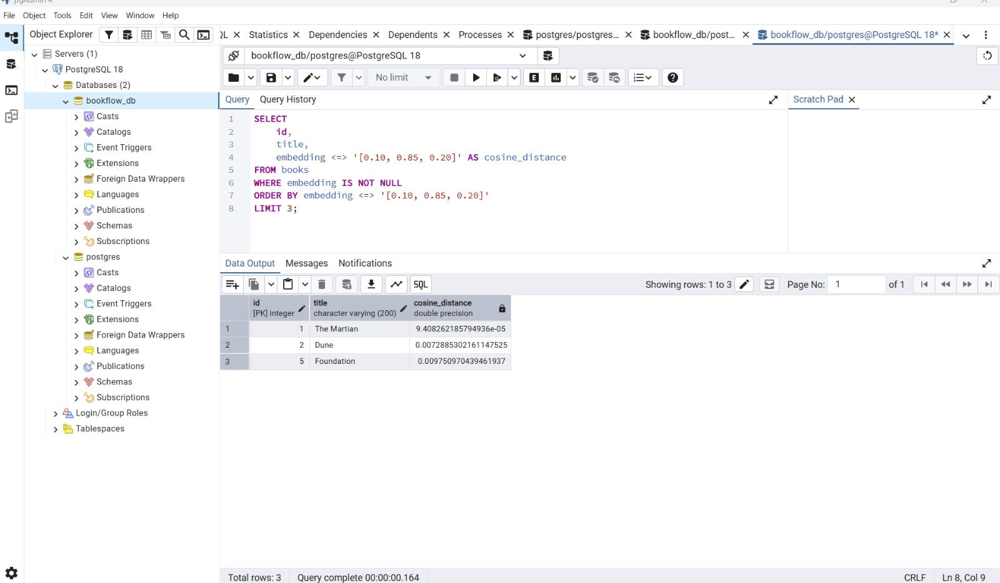 pgAdmin 4
File Object Tools Edit View Window Help
Object Explorer
QL Statistics Dependencies Dependents Processes postgres/postgres... bookflow_db/post... bookflow_db/postgres@PostgreSQL 18*
Servers (1)
PostgreSQL 18
Databases (2)
bookflow_db
Casts
Catalogs
Event Triggers
Extensions
Foreign Data Wrappers
Languages
Publications
Schemas
Subscriptions
postgres
Casts
Catalogs
Event Triggers
Extensions
Foreign Data Wrappers
Languages
Publications
Schemas
Subscriptions
Login/Group Roles
Tablespaces
bookflow_db/postgres@PostgreSQL 18
No limit E
Query Query History Scratch Pad
1 SELECT
2 id,
3 title,
4 embedding <=> '[0.10, 0.85, 0.20]' AS cosine_distance
5 FROM books
6 WHERE embedding IS NOT NULL
7 ORDER BY embedding <=> '[0.10, 0.85, 0.20]'
8 LIMIT 3;
Data Output Messages Notifications
SQL Showing rows: 1 to 3 Page No: 1 of 1
id title cosine_distance
[PK] integer character varying (200) double precision
1 1 The Martian 9.408262185794936e-05
2 2 Dune 0.0072885302161147525
3 5 Foundation 0.009750970439461937
Total rows: 3 Query complete 00:00:00.164 CRLF Ln 8, Col 9